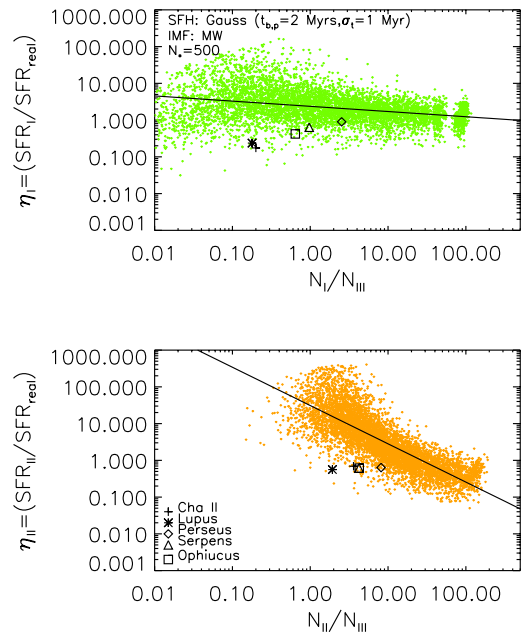 SFH: Gauss (t_b,p=2 Myrs,σ_t=1 Myr)
IMF: MW
N_*=500
1000.000
100.000
10.000
1.000
0.100
0.010
0.001
η_I=(SFR_I/SFR_real)
0.01 0.10 1.00 10.00 100.00
N_I/N_III
1000.000
100.000
10.000
1.000
0.100
0.010
0.001
η_II=(SFR_II/SFR_real)
Cha II
Lupus
Perseus
Serpens
Ophiucus
0.01 0.10 1.00 10.00 100.00
N_II/N_III